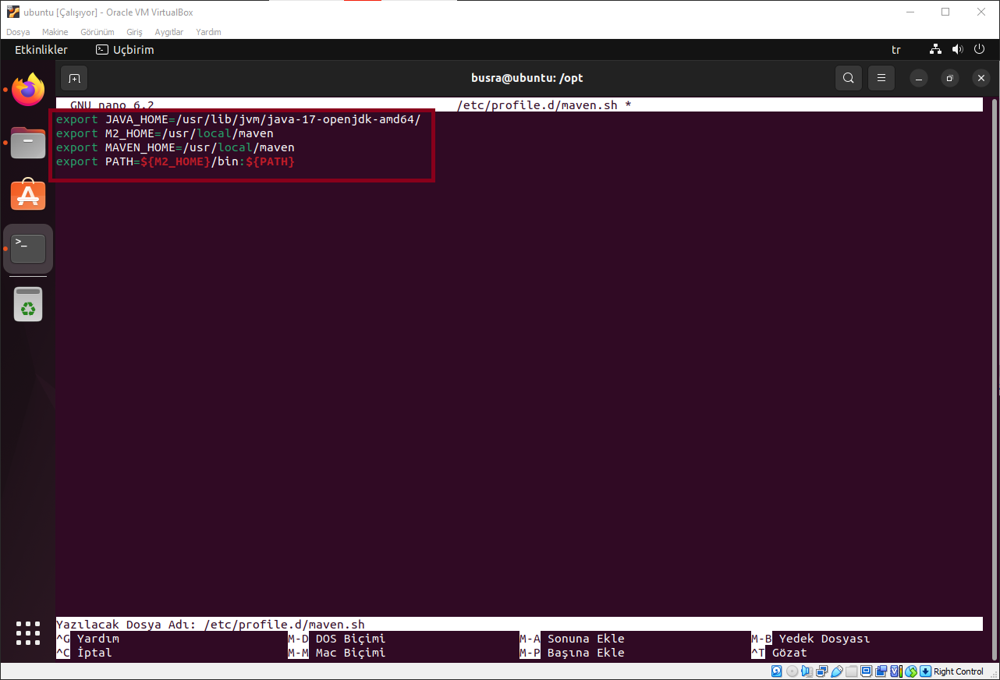 ubuntu [Çalışıyor] - Oracle VM VirtualBox
Dosya Makine Görünüm Giriş Aygıtlar Yardım
Etkinlikler Uçbirim tr
busra@ubuntu: /opt
GNU nano 6.2 /etc/profile.d/maven.sh *
export JAVA_HOME=/usr/lib/jvm/java-17-openjdk-amd64/
export M2_HOME=/usr/local/maven
export MAVEN_HOME=/usr/local/maven
export PATH=${M2_HOME}/bin:${PATH}
Yazılacak Dosya Adı: /etc/profile.d/maven.sh
^G Yardım M-D DOS Biçimi M-A Sonuna Ekle M-B Yedek Dosyası
^C İptal M-M Mac Biçimi M-P Başına Ekle ^T Gözat
Right Control